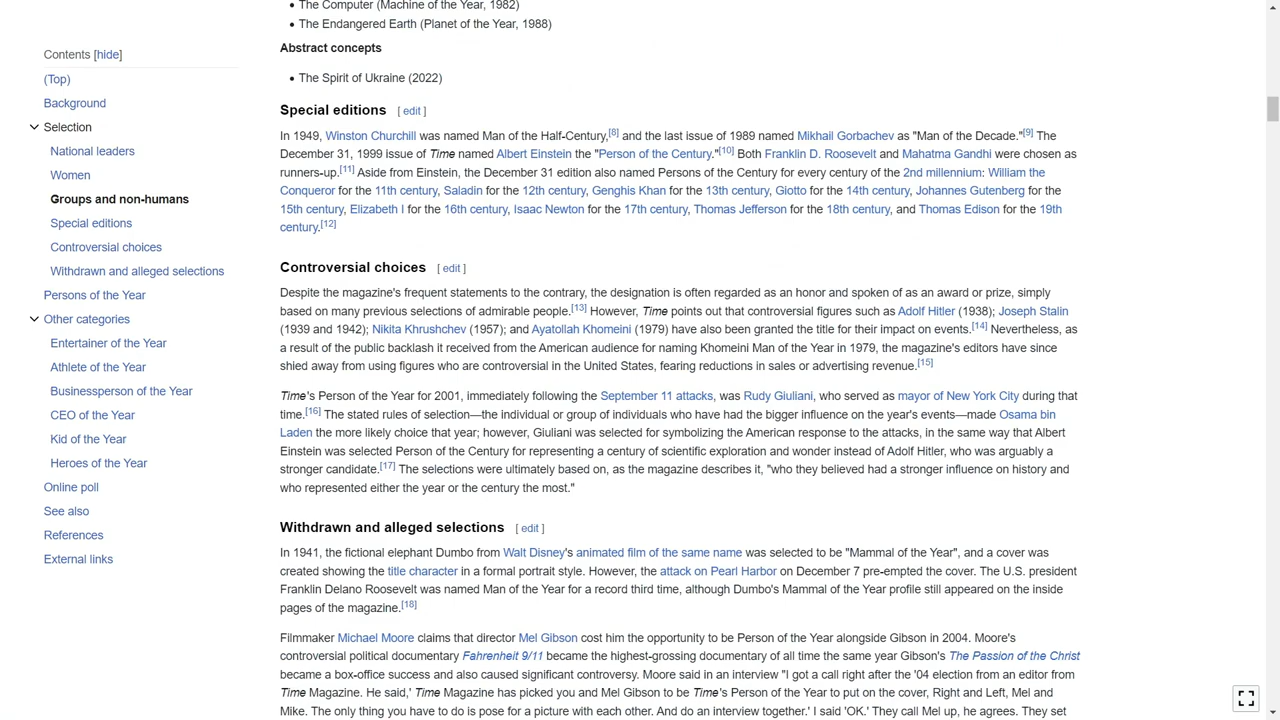 • The Computer (Machine of the Year, 1982)
• The Endangered Earth (Planet of the Year, 1988)
Abstract concepts
• The Spirit of Ukraine (2022)
Contents [hide]
(Top)
Background
Selection
National leaders
Women
Groups and non-humans
Special editions
Controversial choices
Withdrawn and alleged selections
Persons of the Year
Other categories
Entertainer of the Year
Athlete of the Year
Businessperson of the Year
CEO of the Year
Kid of the Year
Heroes of the Year
Online poll
See also
References
External links
Special editions [ edit ]
In 1949, Winston Churchill was named Man of the Half-Century,[8] and the last issue of 1989 named Mikhail Gorbachev as "Man of the Decade."[9] The
December 31, 1999 issue of Time named Albert Einstein the "Person of the Century."[10] Both Franklin D. Roosevelt and Mahatma Gandhi were chosen as
runners-up.[11] Aside from Einstein, the December 31 edition also named Persons of the Century for every century of the 2nd millennium: William the
Conqueror for the 11th century, Saladin for the 12th century, Genghis Khan for the 13th century, Giotto for the 14th century, Johannes Gutenberg for the
15th century, Elizabeth I for the 16th century, Isaac Newton for the 17th century, Thomas Jefferson for the 18th century, and Thomas Edison for the 19th
century.[12]
Controversial choices [ edit ]
Despite the magazine's frequent statements to the contrary, the designation is often regarded as an honor and spoken of as an award or prize, simply
based on many previous selections of admirable people.[13] However, Time points out that controversial figures such as Adolf Hitler (1938); Joseph Stalin
(1939 and 1942); Nikita Khrushchev (1957); and Ayatollah Khomeini (1979) have also been granted the title for their impact on events.[14] Nevertheless, as
a result of the public backlash it received from the American audience for naming Khomeini Man of the Year in 1979, the magazine's editors have since
shied away from using figures who are controversial in the United States, fearing reductions in sales or advertising revenue.[15]
Time's Person of the Year for 2001, immediately following the September 11 attacks, was Rudy Giuliani, who served as mayor of New York City during that
time.[16] The stated rules of selection—the individual or group of individuals who have had the bigger influence on the year's events—made Osama bin
Laden the more likely choice that year; however, Giuliani was selected for symbolizing the American response to the attacks, in the same way that Albert
Einstein was selected Person of the Century for representing a century of scientific exploration and wonder instead of Adolf Hitler, who was arguably a
stronger candidate.[17] The selections were ultimately based on, as the magazine describes it, "who they believed had a stronger influence on history and
who represented either the year or the century the most."
Withdrawn and alleged selections [ edit ]
In 1941, the fictional elephant Dumbo from Walt Disney's animated film of the same name was selected to be "Mammal of the Year", and a cover was
created showing the title character in a formal portrait style. However, the attack on Pearl Harbor on December 7 pre-empted the cover. The U.S. president
Franklin Delano Roosevelt was named Man of the Year for a record third time, although Dumbo's Mammal of the Year profile still appeared on the inside
pages of the magazine.[18]
Filmmaker Michael Moore claims that director Mel Gibson cost him the opportunity to be Person of the Year alongside Gibson in 2004. Moore's
controversial political documentary Fahrenheit 9/11 became the highest-grossing documentary of all time the same year Gibson's The Passion of the Christ
became a box-office success and also caused significant controversy. Moore said in an interview "I got a call right after the '04 election from an editor from
Time Magazine. He said,' Time Magazine has picked you and Mel Gibson to be Time's Person of the Year to put on the cover, Right and Left, Mel and
Mike. The only thing you have to do is pose for a picture with each other. And do an interview together.' I said 'OK.' They call Mel up, he agrees. They set